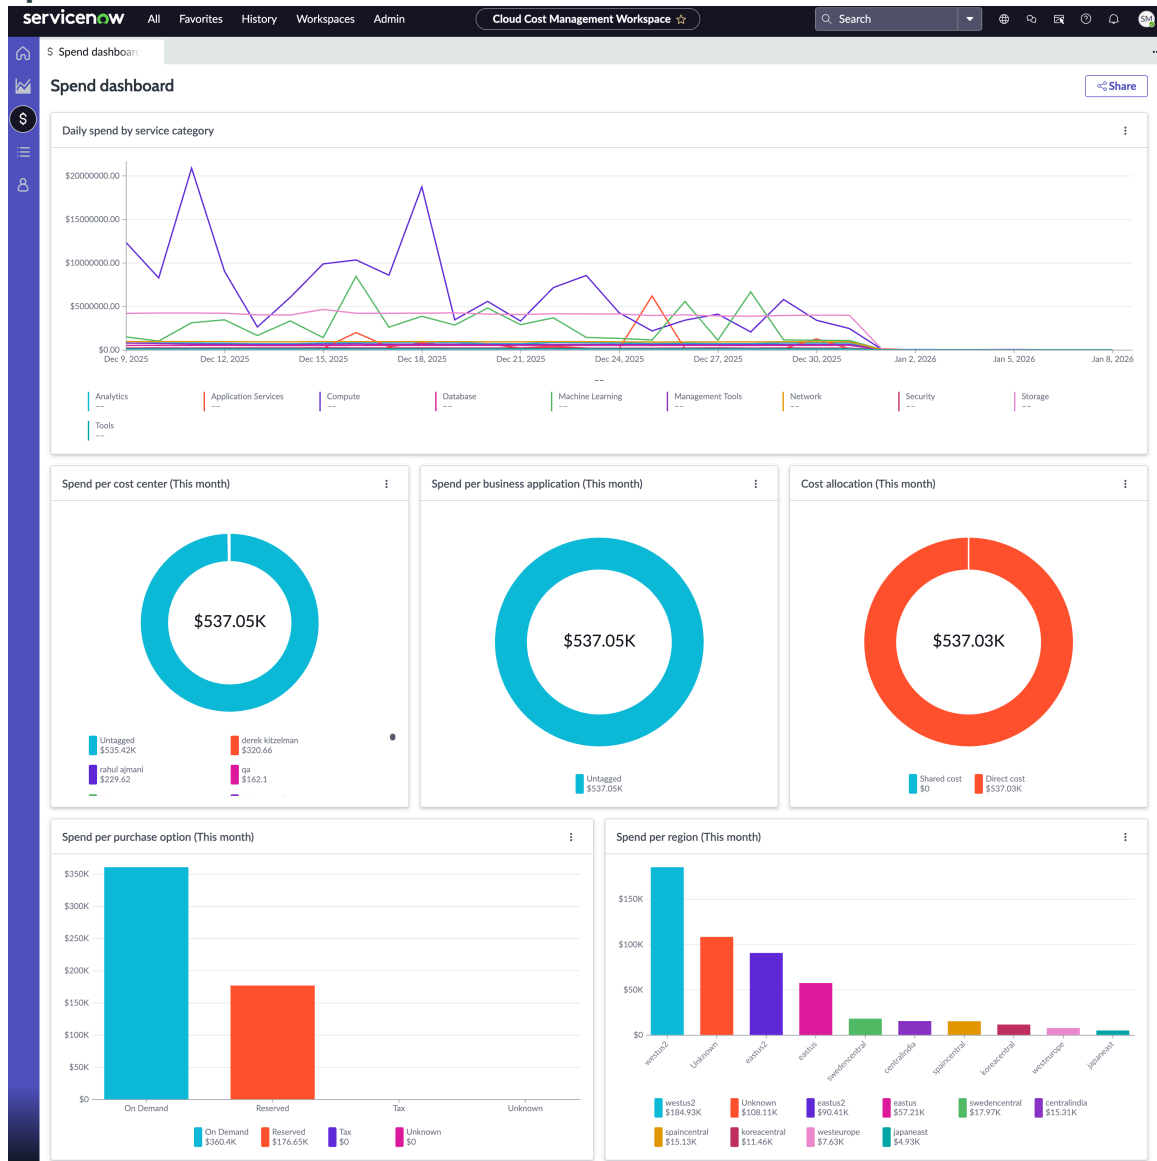 servicenow All Favorites History Workspaces Admin Cloud Cost Management Workspace Search SM
$ Spend dashboard
Spend dashboard
Share
Daily spend by service category
$20000000.00
$15000000.00
$10000000.00
$5000000.00
$0.00
Dec 9, 2025 Dec 12, 2025 Dec 15, 2025 Dec 18, 2025 Dec 21, 2025 Dec 24, 2025 Dec 27, 2025 Dec 30, 2025 Jan 2, 2026 Jan 5, 2026 Jan 8, 2026
--
Analytics Application Services Compute Database Machine Learning Management Tools Network Security Storage
-- -- -- -- -- -- -- -- --
Tools
--
Spend per cost center (This month)
$537.05K
Untagged
$535.42K
derek kitzelman
$320.66
rahul ajmani
$229.62
qa
$162.1
Spend per business application (This month)
$537.05K
Untagged
$537.05K
Cost allocation (This month)
$537.03K
Shared cost
$0
Direct cost
$537.03K
Spend per purchase option (This month)
$350K
$300K
$250K
$200K
$150K
$100K
$50K
$0
On Demand Reserved Tax Unknown
On Demand
$360.4K
Reserved
$176.65K
Tax
$0
Unknown
$0
Spend per region (This month)
$150K
$100K
$50K
$0
westus2 Unknown eastus2 eastus swedencentral centralindia spaincentral koreacentral westeurope japaneast
westus2
$184.93K
Unknown
$108.11K
eastus2
$90.41K
eastus
$57.21K
swedencentral
$17.97K
centralindia
$15.31K
spaincentral
$15.13K
koreacentral
$11.46K
westeurope
$7.63K
japaneast
$4.93K